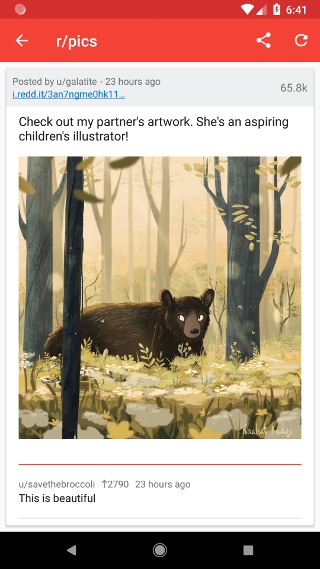 6:41
r/pics
Posted by u/galatite - 23 hours ago
i.redd.it/3an7ngme0hk11…
65.8k
Check out my partner's artwork. She's an aspiring
children's illustrator!
u/savethebroccoli ↑2790 23 hours ago
This is beautiful